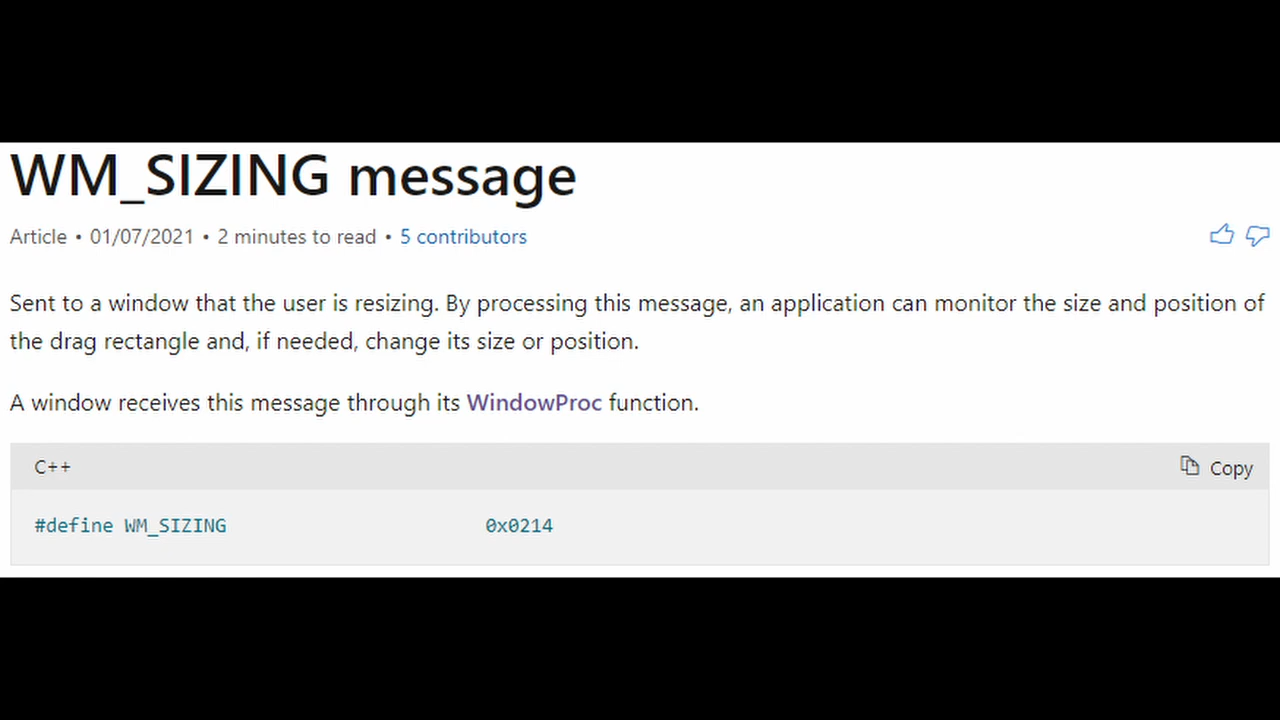 WM_SIZING message
Article • 01/07/2021 • 2 minutes to read • 5 contributors
Sent to a window that the user is resizing. By processing this message, an application can monitor the size and position of
the drag rectangle and, if needed, change its size or position.
A window receives this message through its WindowProc function.
C++ Copy
#define WM_SIZING 0x0214